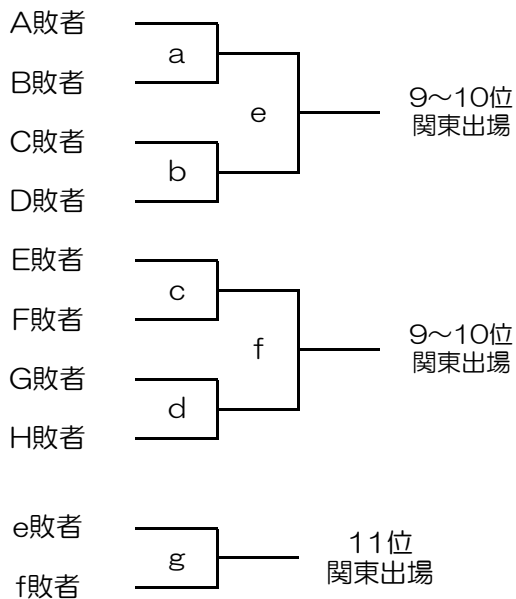 A敗者
a
B敗者
e
9～10位
関東出場
C敗者
b
D敗者
E敗者
c
F敗者
f
9～10位
関東出場
G敗者
d
H敗者
e敗者
g
11位
関東出場
f敗者